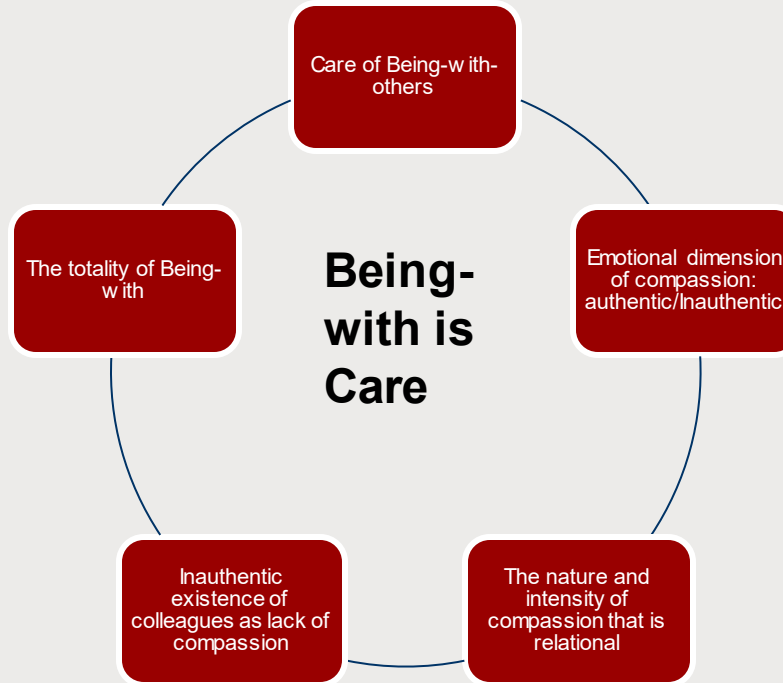 Care of Being-with-
others
Emotional dimension
of compassion:
authentic/Inauthentic
The nature and
intensity of
compassion that is
relational
Inauthentic
existence of
colleagues as lack of
compassion
The totality of Being-
with
Being-
with is
Care